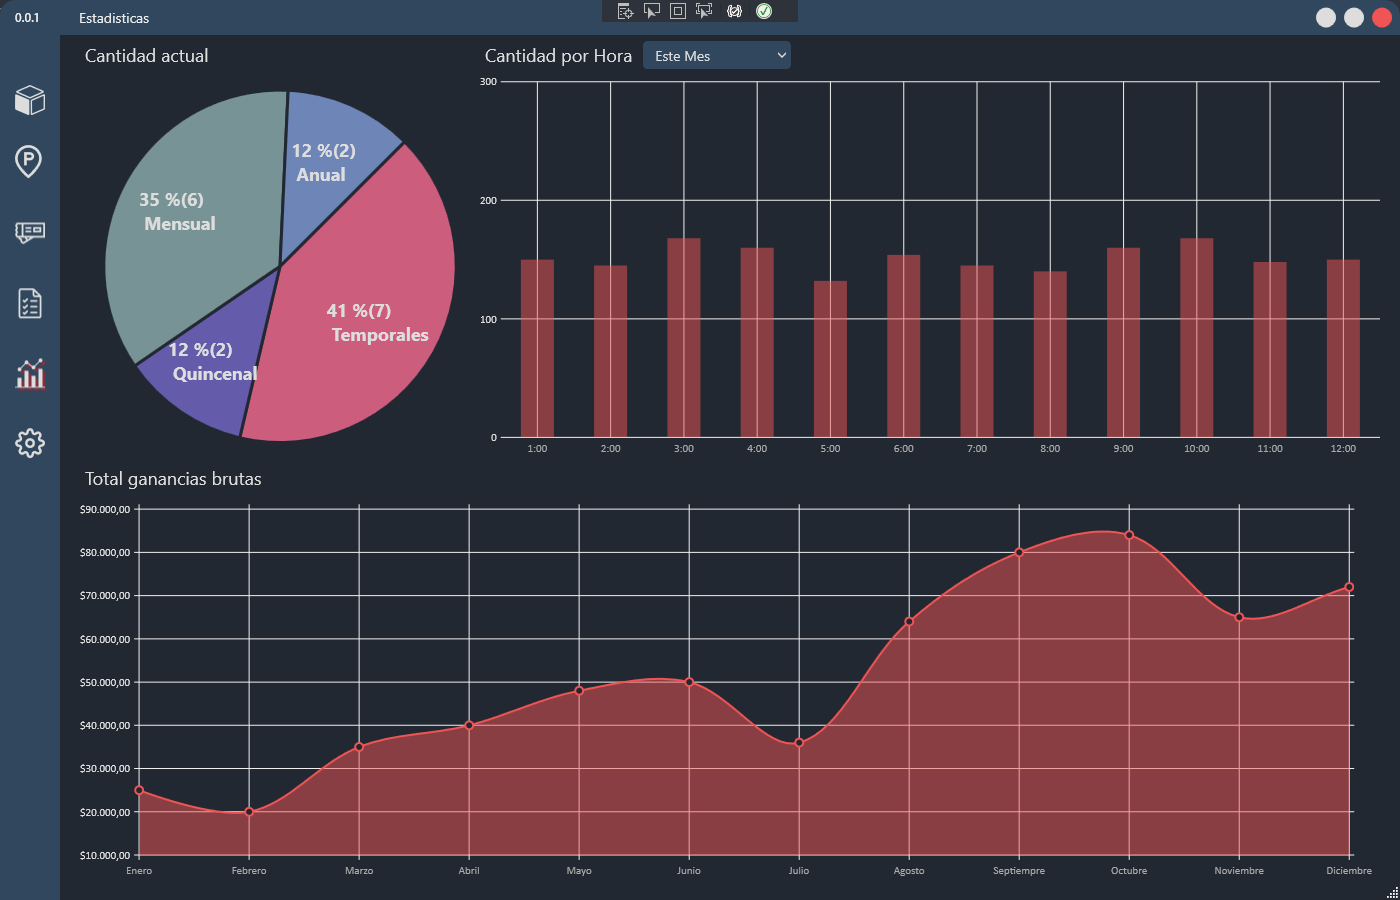 0.0.1
Estadisticas
Cantidad actual
12 %(2)
Anual
35 %(6)
Mensual
41 %(7)
Temporales
12 %(2)
Quincenal
Cantidad por Hora
Este Mes
300
200
100
0
1:00 2:00 3:00 4:00 5:00 6:00 7:00 8:00 9:00 10:00 11:00 12:00
Total ganancias brutas
$90.000,00
$80.000,00
$70.000,00
$60.000,00
$50.000,00
$40.000,00
$30.000,00
$20.000,00
$10.000,00
Enero Febrero Marzo Abril Mayo Junio Julio Agosto Septiempre Octubre Noviembre Diciembre
P